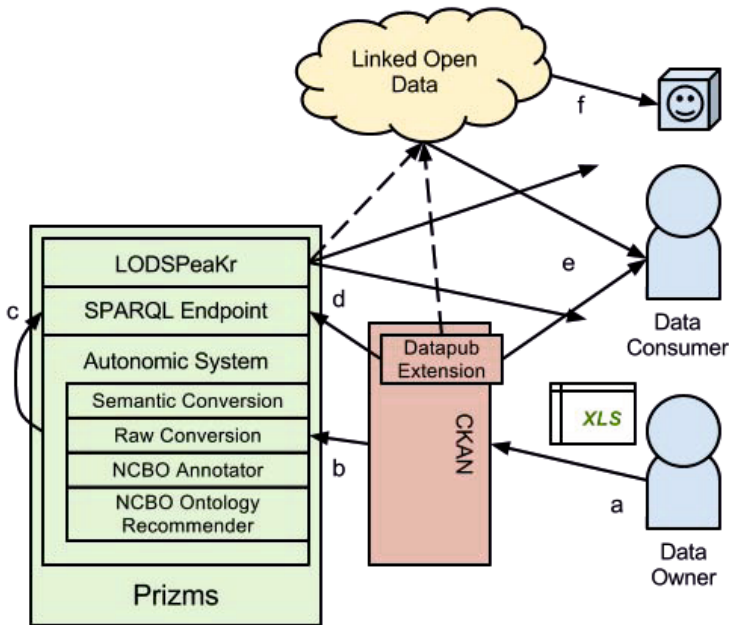 Linked Open
Data
f
LODSPeaKr
c
SPARQL Endpoint
d
e
Data
Consumer
Autonomic System
Datapub
Extension
Semantic Conversion
XLS
Raw Conversion
CKAN
b
NCBO Annotator
a
NCBO Ontology
Recommender
Data
Owner
Prizms